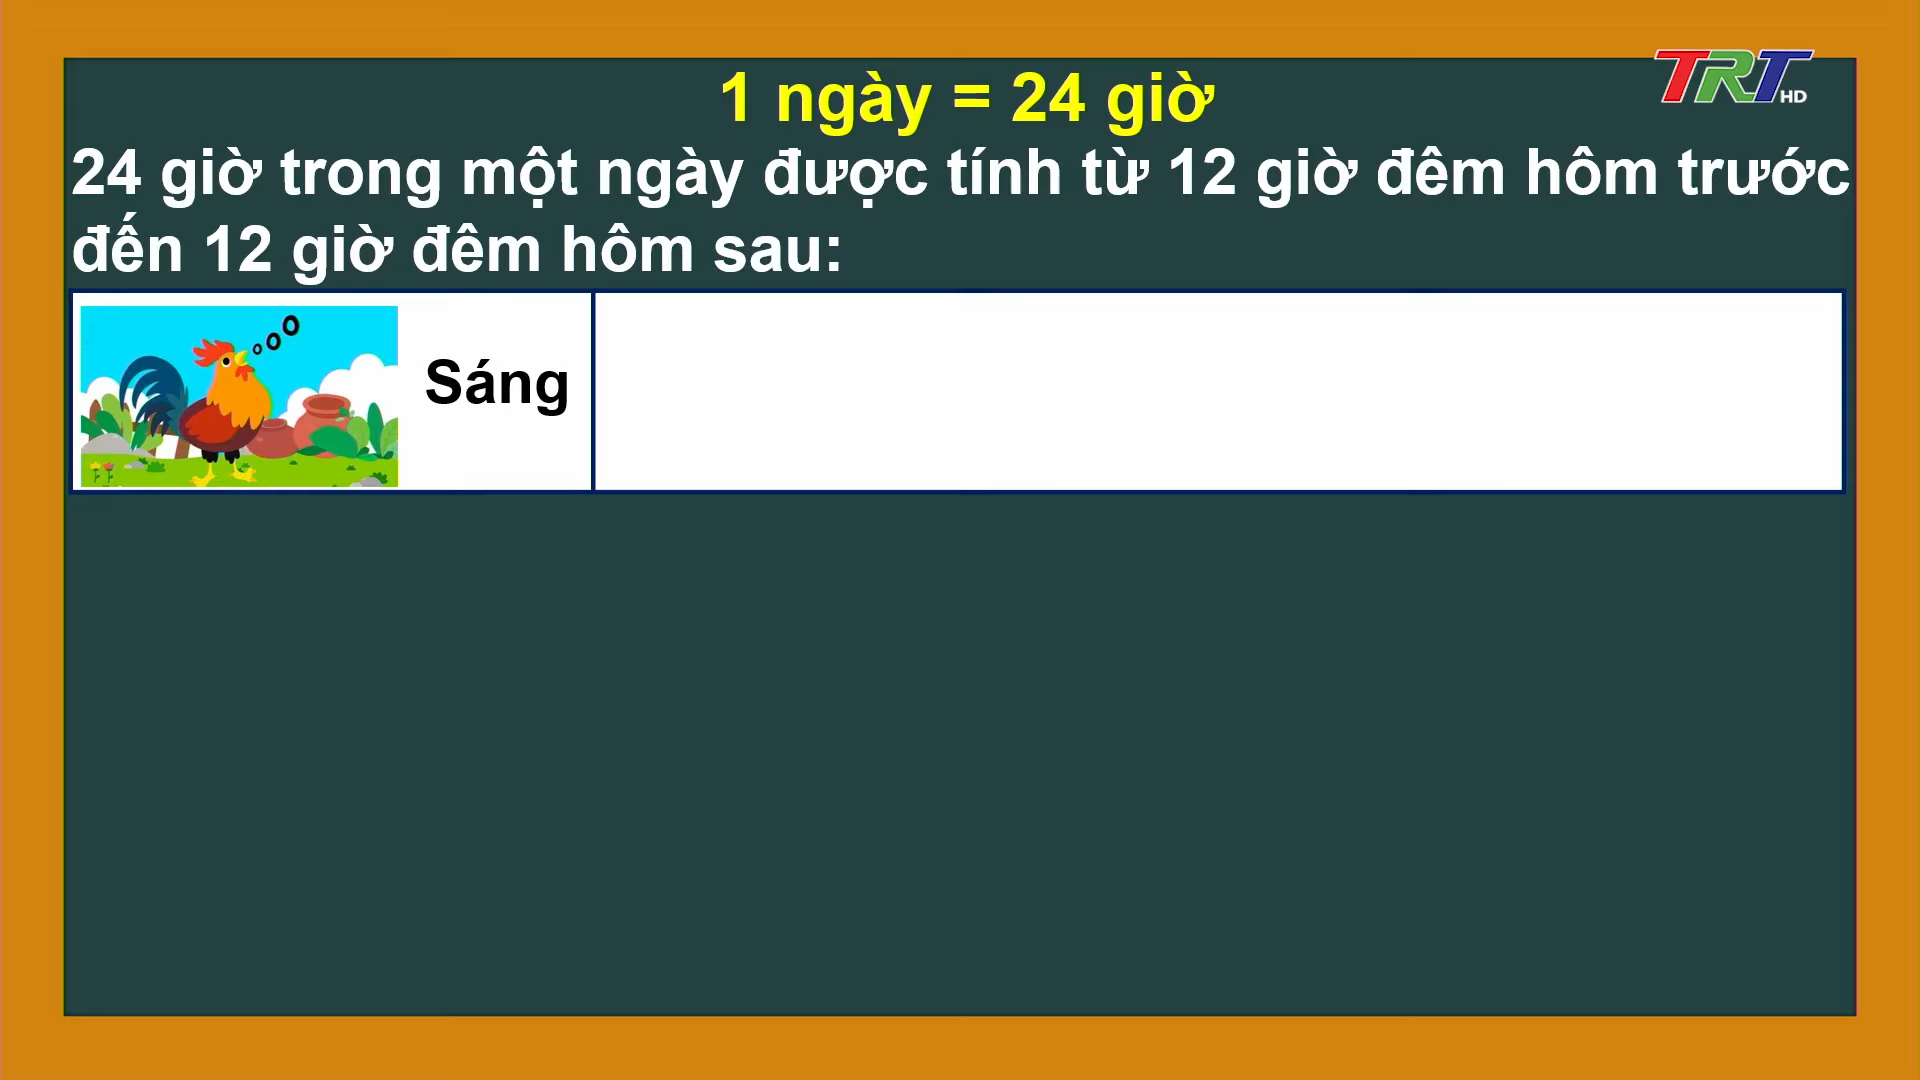 TRT HD
1 ngày = 24 giờ
24 giờ trong một ngày được tính từ 12 giờ đêm hôm trước
đến 12 giờ đêm hôm sau:
Sáng